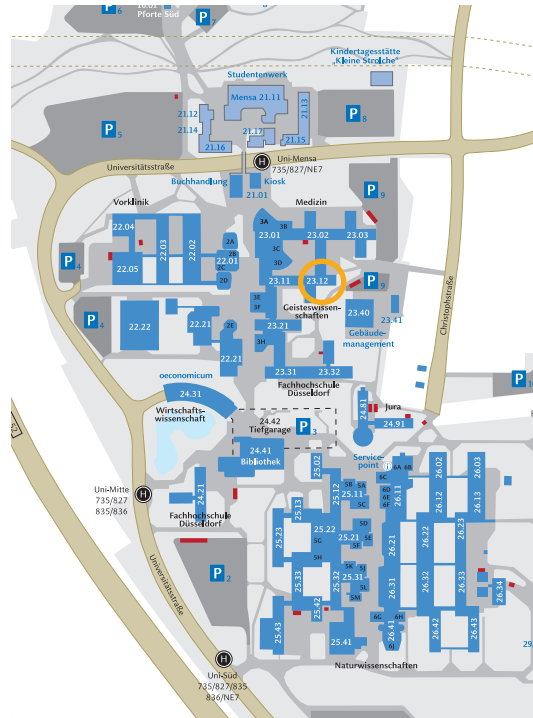 16.01
Pforte Süd
P 6
P 7
Kindertagesstätte
„Kleine Strolche“
Studentenwerk
Mensa 21.11
21.12
21.13
21.14
21.17
21.15
21.16
P 5
P 8
Universitätsstraße
H
Uni-Mensa
735/827/NE7
Buchhandlung
Kiosk
21.01
P 9
Vorklinik
Medizin
22.04
22.03
22.02
22.05
2A
2B
22.01
2C
2D
3A
3B
23.01
3C
3D
23.02
23.03
23.11
23.12
P 9
P 4
P 4
3E
3F
Geisteswissen-
schaften
23.40
23.41
Gebäude-
management
Christophstraße
22.22
22.21
2E
22.21
23.21
3H
23.31
23.32
Fachhochschule
Düsseldorf
oeconomicum
24.31
Wirtschafts-
wissenschaft
24.42
Tiefgarage
P 3
24.81
Jura
24.91
P 10
24.41
Bibliothek
Service-
point
i
25.02
6A
6B
6C
26.02
26.03
Uni-Mitte
735/827
835/836
H
24.21
Fachhochschule
Düsseldorf
25.13
25.12
5B
5A
25.11
5C
6D
6E
6F
26.11
26.12
26.13
25.23
25.22
5G
5H
5D
25.21
5E
5F
26.21
26.22
26.23
P 2
25.33
25.32
5K
5J
25.31
5L
5M
26.31
26.32
26.33
26.34
Universitätsstraße
25.43
25.42
25.41
6G
6H
26.41
6J
26.42
26.43
29.
H
Uni-Süd
735/827/835
836/NE7
Naturwissenschaften